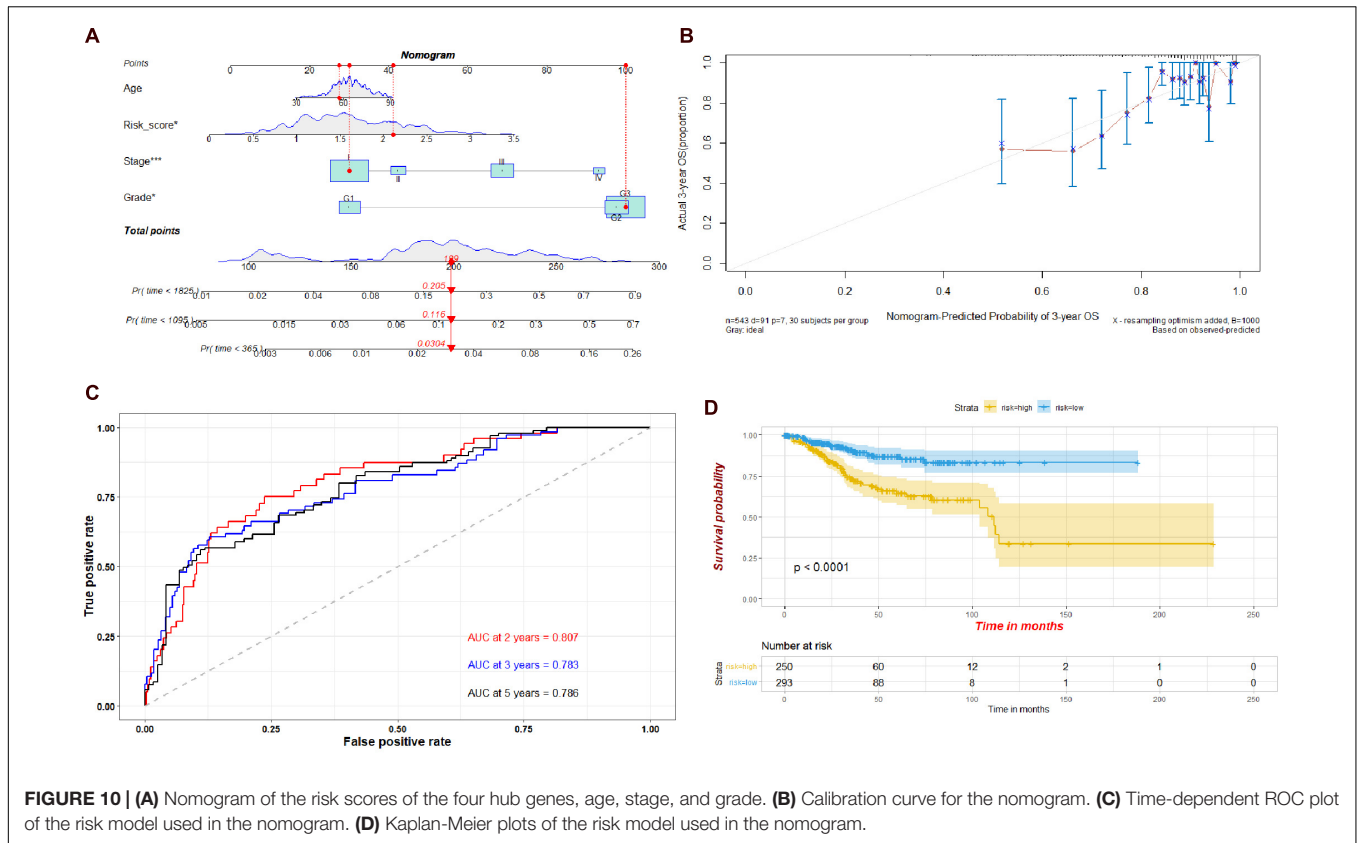 A
Nomogram
Points
0 20 40 60 80 100
Age
30 60 90
Risk_score*
0 0.5 1 1.5 2 2.5 3 3.5
Stage***
I II III IV
Grade*
G1 G2 G3
Total points
100 150 200 250 300
199
Pr( time < 1825 )
0.01 0.02 0.04 0.08 0.15 0.3 0.5 0.7 0.9
0.205
Pr( time < 1095 )
0.005 0.015 0.03 0.06 0.1 0.2 0.3 0.5 0.7
0.116
Pr( time < 365 )
0.003 0.006 0.01 0.02 0.04 0.08 0.16 0.26
0.0304
B
Actual 3-year OS(proportion)
0.0 0.2 0.4 0.6 0.8 1.0
0.0 0.2 0.4 0.6 0.8 1.0
n=543 d=91 p=7, 30 subjects per group
Gray: ideal
Nomogram-Predicted Probability of 3-year OS
X - resampling optimism added, B=1000
Based on observed-predicted
C
True positive rate
1.00
0.75
0.50
0.25
0.00
AUC at 2 years = 0.807
AUC at 3 years = 0.783
AUC at 5 years = 0.786
0.00 0.25 0.50 0.75 1.00
False positive rate
D
Strata risk=high risk=low
Survival probability
1.00
0.75
0.50
0.25
0.00
p < 0.0001
0 50 100 150 200 250
Time in months
Number at risk
Strata
risk=high 250 60 12 2 1 0
risk=low 293 88 8 1 0 0
0 50 100 150 200 250
Time in months
FIGURE 10 | (A) Nomogram of the risk scores of the four hub genes, age, stage, and grade. (B) Calibration curve for the nomogram. (C) Time-dependent ROC plot
of the risk model used in the nomogram. (D) Kaplan-Meier plots of the risk model used in the nomogram.